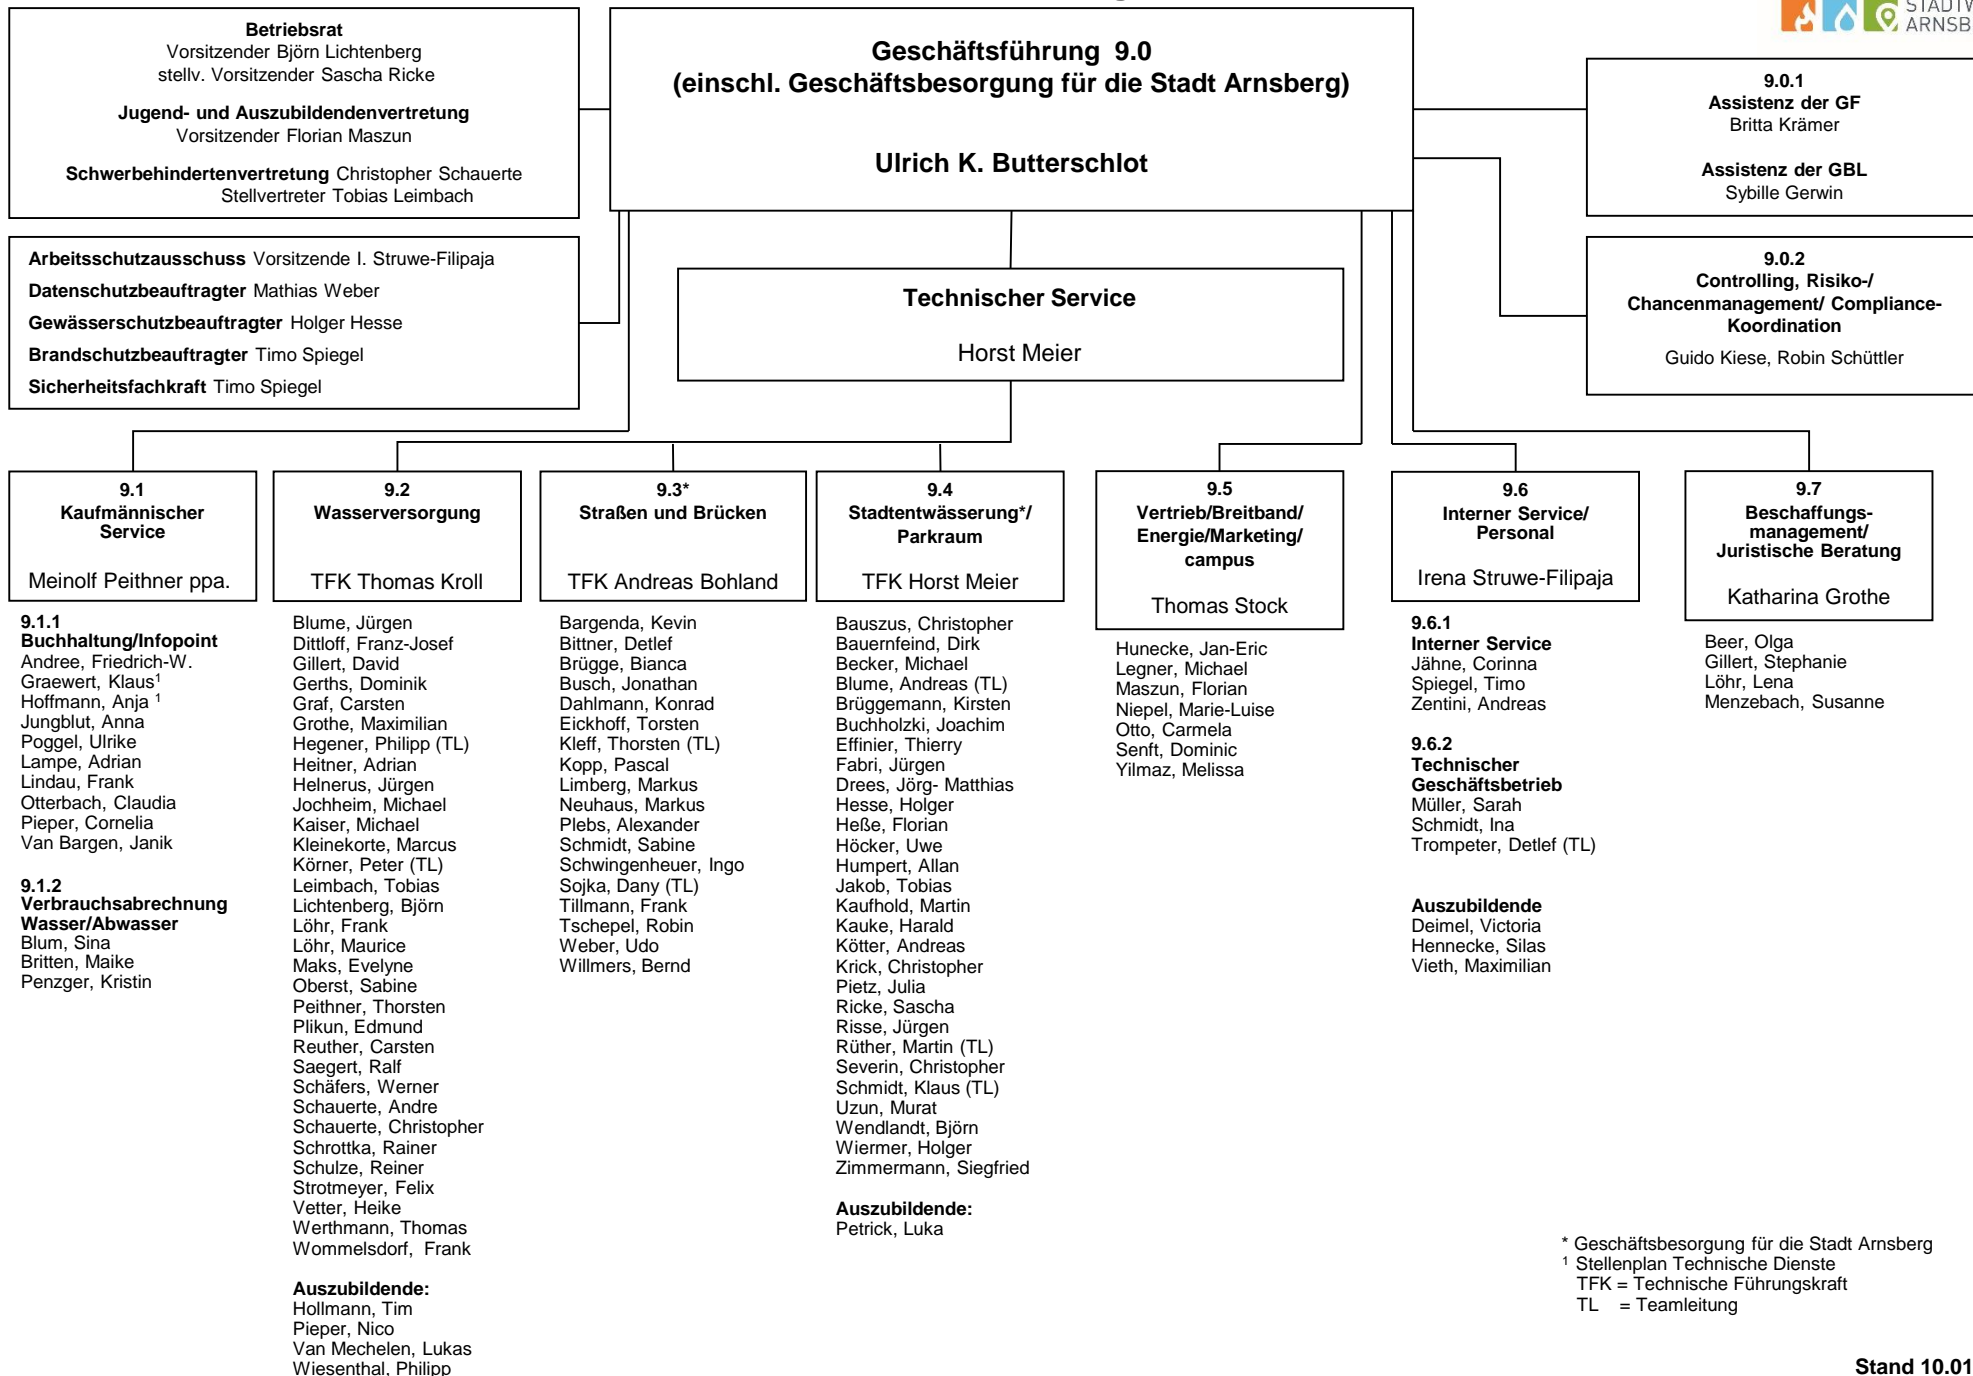 STADTW
ARNSB
Betriebsrat
Vorsitzender Björn Lichtenberg
stellv. Vorsitzender Sascha Ricke
Jugend- und Auszubildendenvertretung
Vorsitzender Florian Maszun
Schwerbehindertenvertretung Christopher Schauerte
Stellvertreter Tobias Leimbach
Geschäftsführung 9.0
(einschl. Geschäftsbesorgung für die Stadt Arnsberg)
Ulrich K. Butterschlot
9.0.1
Assistenz der GF
Britta Krämer
Assistenz der GBL
Sybille Gerwin
Arbeitsschutzausschuss Vorsitzende I. Struwe-Filipaja
Datenschutzbeauftragter Mathias Weber
Gewässerschutzbeauftragter Holger Hesse
Brandschutzbeauftragter Timo Spiegel
Sicherheitsfachkraft Timo Spiegel
Technischer Service
Horst Meier
9.0.2
Controlling, Risiko-/
Chancenmanagement/ Compliance-
Koordination
Guido Kiese, Robin Schüttler
9.1
Kaufmännischer
Service
Meinolf Peithner ppa.
9.1.1
Buchhaltung/Infopoint
Andree, Friedrich-W.
Graewert, Klaus¹
Hoffmann, Anja ¹
Jungblut, Anna
Poggel, Ulrike
Lampe, Adrian
Lindau, Frank
Otterbach, Claudia
Pieper, Cornelia
Van Bargen, Janik
9.1.2
Verbrauchsabrechnung
Wasser/Abwasser
Blum, Sina
Britten, Maike
Penzger, Kristin
9.2
Wasserversorgung
TFK Thomas Kroll
Blume, Jürgen
Dittloff, Franz-Josef
Gillert, David
Gerths, Dominik
Graf, Carsten
Grothe, Maximilian
Hegener, Philipp (TL)
Heitner, Adrian
Helnerus, Jürgen
Jochheim, Michael
Kaiser, Michael
Kleinekorte, Marcus
Körner, Peter (TL)
Leimbach, Tobias
Lichtenberg, Björn
Löhr, Frank
Löhr, Maurice
Maks, Evelyne
Oberst, Sabine
Peithner, Thorsten
Plikun, Edmund
Reuther, Carsten
Saegert, Ralf
Schäfers, Werner
Schauerte, Andre
Schauerte, Christopher
Schrottka, Rainer
Schulze, Reiner
Strotmeyer, Felix
Vetter, Heike
Werthmann, Thomas
Wommelsdorf, Frank
Auszubildende:
Hollmann, Tim
Pieper, Nico
Van Mechelen, Lukas
Wiesenthal, Philipp
9.3*
Straßen und Brücken
TFK Andreas Bohland
Bargenda, Kevin
Bittner, Detlef
Brügge, Bianca
Busch, Jonathan
Dahlmann, Konrad
Eickhoff, Torsten
Kleff, Thorsten (TL)
Kopp, Pascal
Limberg, Markus
Neuhaus, Markus
Plebs, Alexander
Schmidt, Sabine
Schwingenheuer, Ingo
Sojka, Dany (TL)
Tillmann, Frank
Tschepel, Robin
Weber, Udo
Willmers, Bernd
9.4
Stadtentwässerung*/
Parkraum
TFK Horst Meier
Bauszus, Christopher
Bauernfeind, Dirk
Becker, Michael
Blume, Andreas (TL)
Brüggemann, Kirsten
Buchholzki, Joachim
Effinier, Thierry
Fabri, Jürgen
Drees, Jörg- Matthias
Hesse, Holger
Heße, Florian
Höcker, Uwe
Humpert, Allan
Jakob, Tobias
Kaufhold, Martin
Kauke, Harald
Kötter, Andreas
Krick, Christopher
Pietz, Julia
Ricke, Sascha
Risse, Jürgen
Rüther, Martin (TL)
Severin, Christopher
Schmidt, Klaus (TL)
Uzun, Murat
Wendlandt, Björn
Wiermer, Holger
Zimmermann, Siegfried
Auszubildende:
Petrick, Luka
9.5
Vertrieb/Breitband/
Energie/Marketing/
campus
Thomas Stock
Hunecke, Jan-Eric
Legner, Michael
Maszun, Florian
Niepel, Marie-Luise
Otto, Carmela
Senft, Dominic
Yilmaz, Melissa
9.6
Interner Service/
Personal
Irena Struwe-Filipaja
9.6.1
Interner Service
Jähne, Corinna
Spiegel, Timo
Zentini, Andreas
9.6.2
Technischer
Geschäftsbetrieb
Müller, Sarah
Schmidt, Ina
Trompeter, Detlef (TL)
Auszubildende
Deimel, Victoria
Hennecke, Silas
Vieth, Maximilian
9.7
Beschaffungs-
management/
Juristische Beratung
Katharina Grothe
Beer, Olga
Gillert, Stephanie
Löhr, Lena
Menzebach, Susanne
* Geschäftsbesorgung für die Stadt Arnsberg
¹ Stellenplan Technische Dienste
TFK = Technische Führungskraft
TL = Teamleitung
Stand 10.01